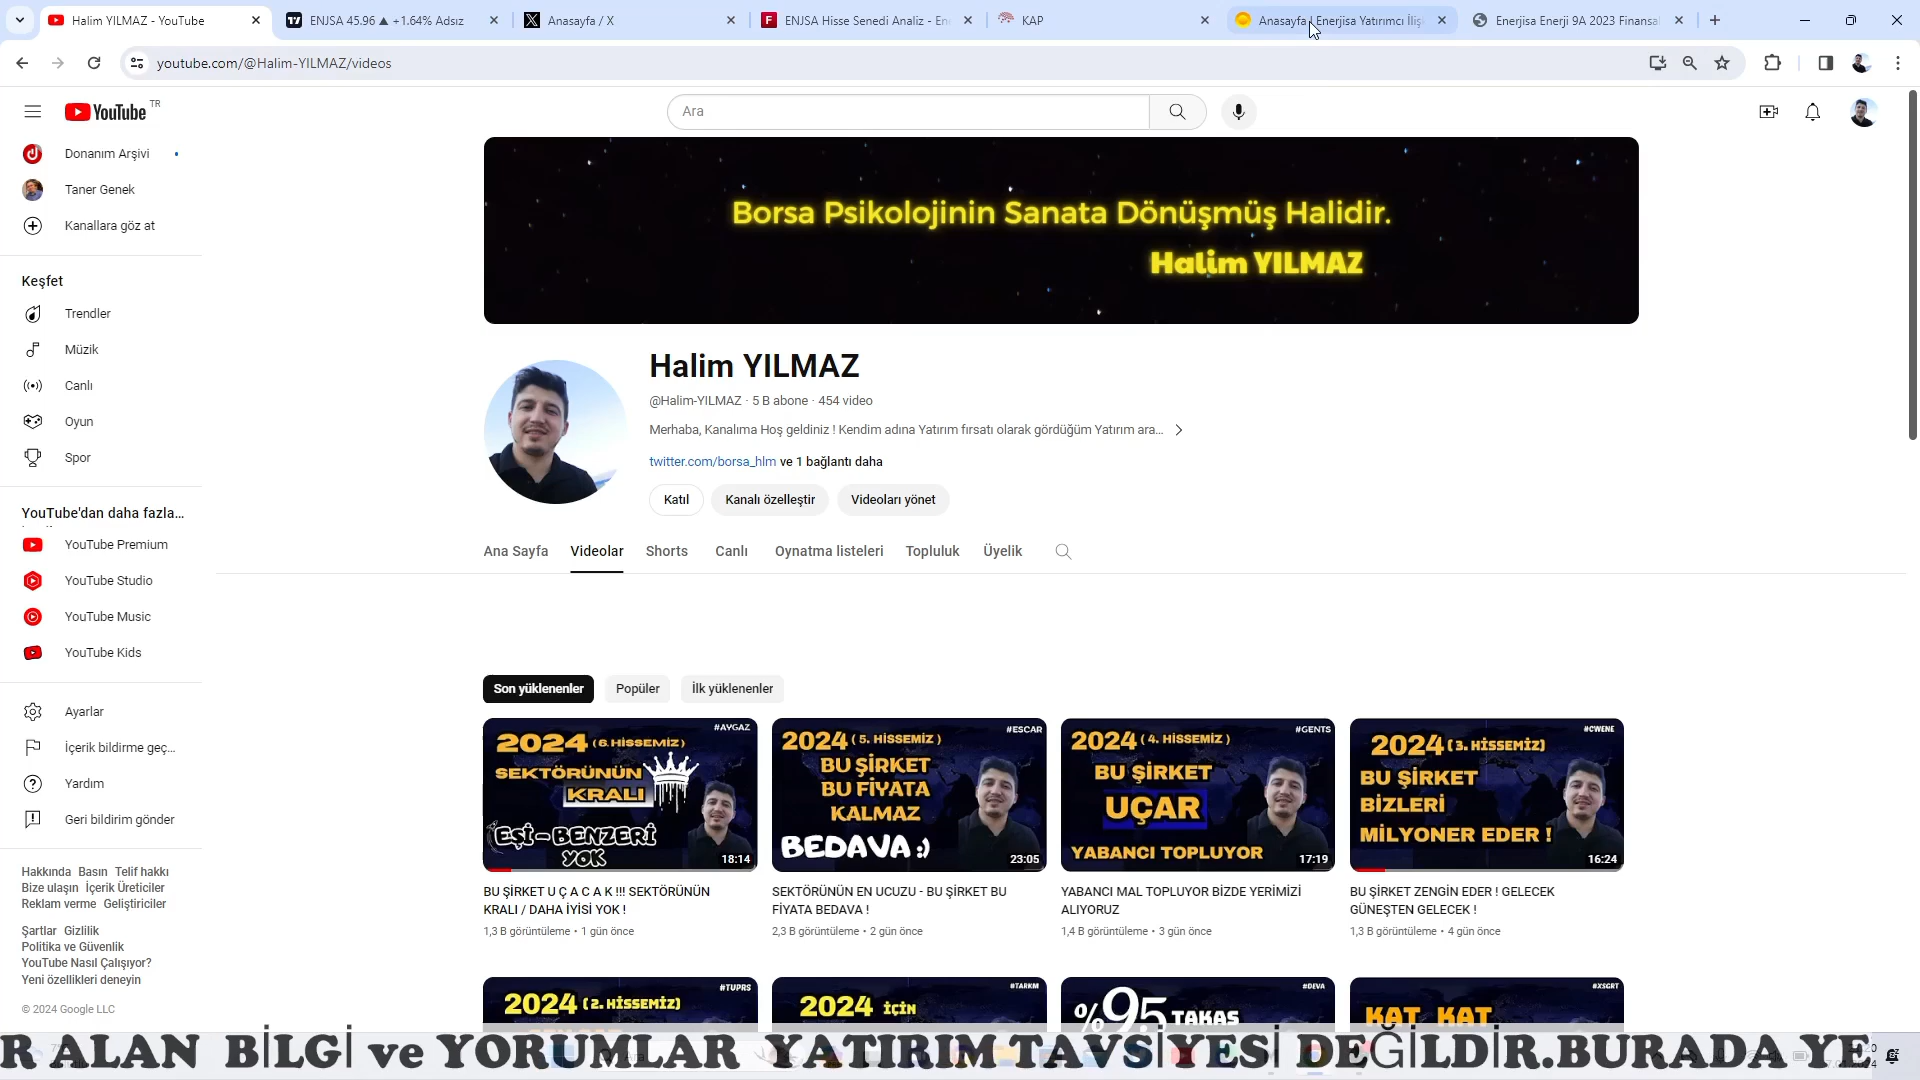 Halim YILMAZ - YouTube
ENJSA 45.96 ▲ +1.64% Adsız
Anasayfa / X
ENJSA Hisse Senedi Analiz - En
KAP
Anasayfa | Enerjisa Yatırımcı İliş
Enerjisa Enerji 9A 2023 Finansal
youtube.com/@Halim-YILMAZ/videos
YouTube TR
Ara
Donanım Arşivi
Taner Genek
Kanallara göz at
Keşfet
Trendler
Müzik
Canlı
Oyun
Spor
YouTube'dan daha fazla...
YouTube Premium
YouTube Studio
YouTube Music
YouTube Kids
Ayarlar
İçerik bildirme geç...
Yardım
Geri bildirim gönder
Hakkında Basın Telif hakkı
Bize ulaşın İçerik Üreticiler
Reklam verme Geliştiriciler
Şartlar Gizlilik
Politika ve Güvenlik
YouTube Nasıl Çalışıyor?
Yeni özellikleri deneyin
© 2024 Google LLC
Borsa Psikolojinin Sanata Dönüşmüş Halidir.
Halim YILMAZ
Halim YILMAZ
@Halim-YILMAZ · 5 B abone · 454 video
Merhaba, Kanalıma Hoş geldiniz ! Kendim adına Yatırım fırsatı olarak gördüğüm Yatırım ara...
twitter.com/borsa_hlm ve 1 bağlantı daha
Katıl
Kanalı özelleştir
Videoları yönet
Ana Sayfa
Videolar
Shorts
Canlı
Oynatma listeleri
Topluluk
Üyelik
Son yüklenenler
Popüler
İlk yüklenenler
#AYGAZ
2024 (6.HİSSEMİZ)
SEKTÖRÜNÜN
KRALI
EŞİ - BENZERİ
YOK
18:14
BU ŞİRKET U Ç A C A K !!! SEKTÖRÜNÜN
KRALI / DAHA İYİSİ YOK !
1,3 B görüntüleme • 1 gün önce
#ESCAR
2024 ( 5. HİSSEMİZ )
BU ŞİRKET
BU FİYATA
KALMAZ
BEDAVA :)
23:05
SEKTÖRÜNÜN EN UCUZU - BU ŞİRKET BU
FİYATA BEDAVA !
2,3 B görüntüleme • 2 gün önce
#GENTS
2024 ( 4. HİSSEMİZ )
BU ŞİRKET
UÇAR
YABANCI TOPLUYOR
17:19
YABANCI MAL TOPLUYOR BİZDE YERİMİZİ
ALIYORUZ
1,4 B görüntüleme • 3 gün önce
#CWENE
2024 (3.HİSSEMİZ)
BU ŞİRKET
BİZLERİ
MİLYONER EDER !
16:24
BU ŞİRKET ZENGİN EDER ! GELECEK
GÜNEŞTEN GELECEK !
1,3 B görüntüleme • 4 gün önce
#TUPRS
2024 (2.HİSSEMİZ)
#TARKM
2024 İÇİN
#DEVA
%95 TAKAS
#XSGRT
KAT KAT
R ALAN BİLGİ ve YORUMLAR YATIRIM TAVSİYESİ DEĞİLDİR.BURADA YE